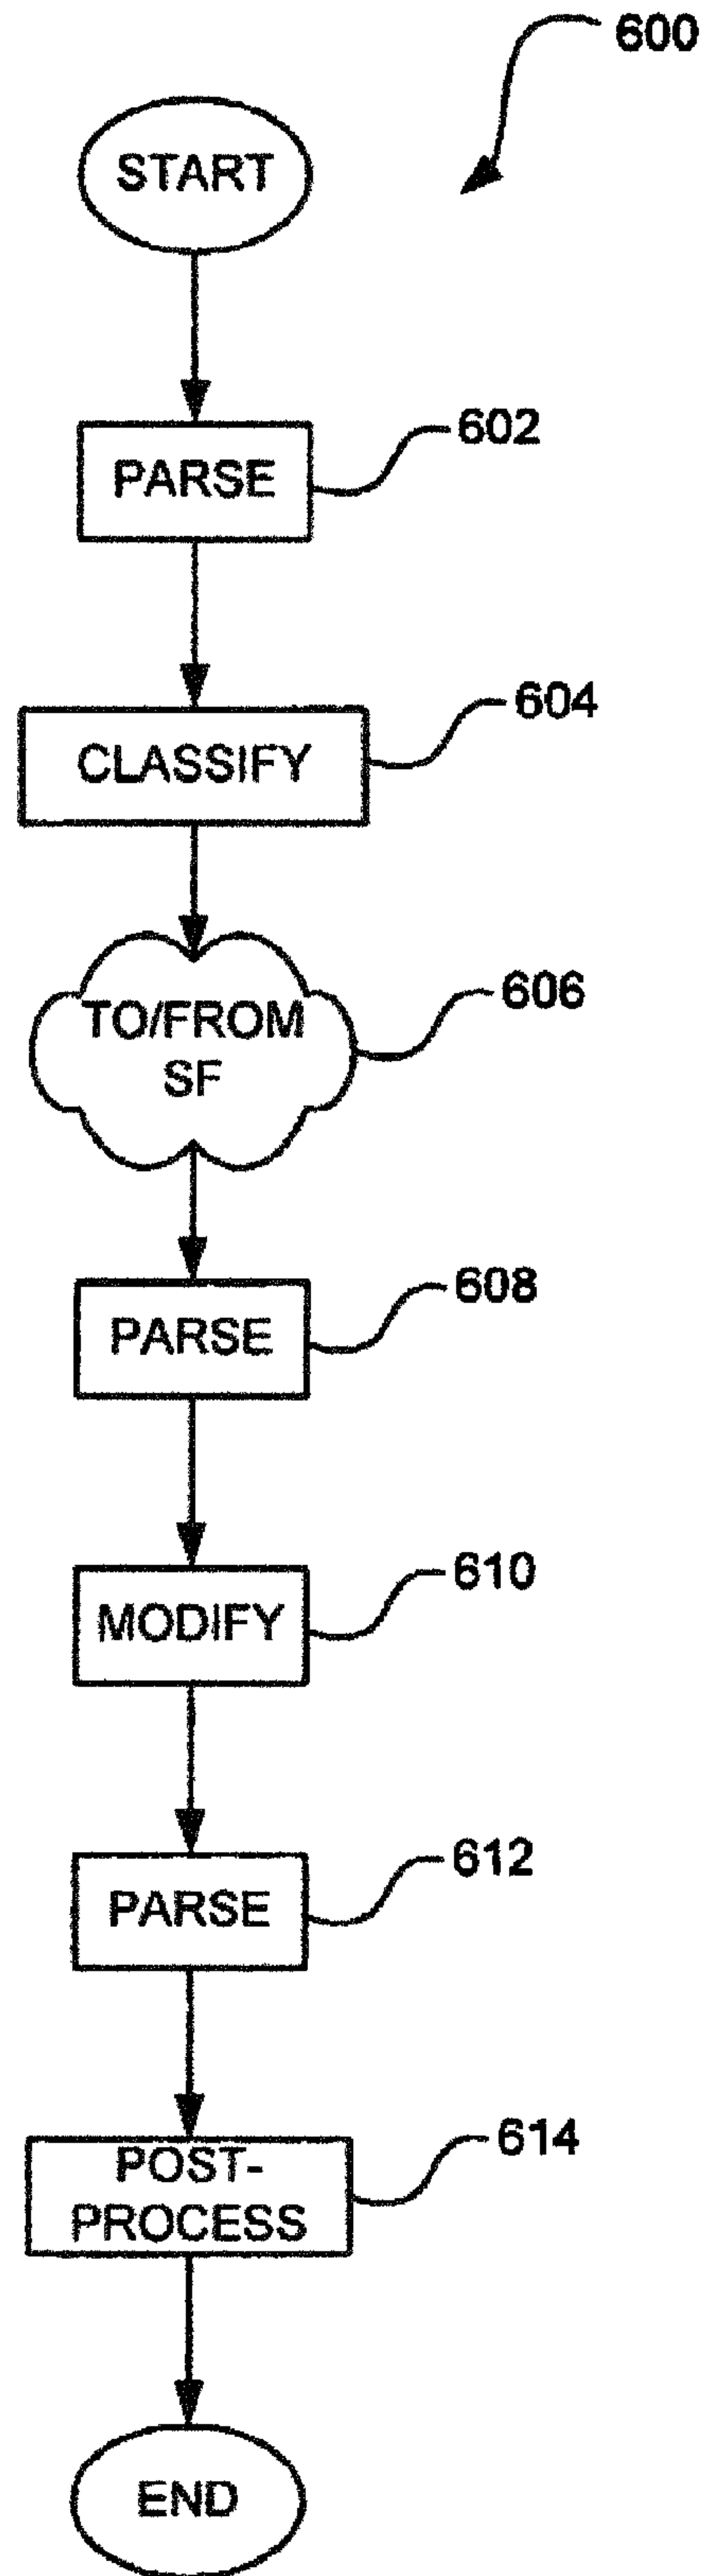 600
START
602
PARSE
604
CLASSIFY
606
TO/FROM
SF
608
PARSE
610
MODIFY
612
PARSE
614
POST-
PROCESS
END